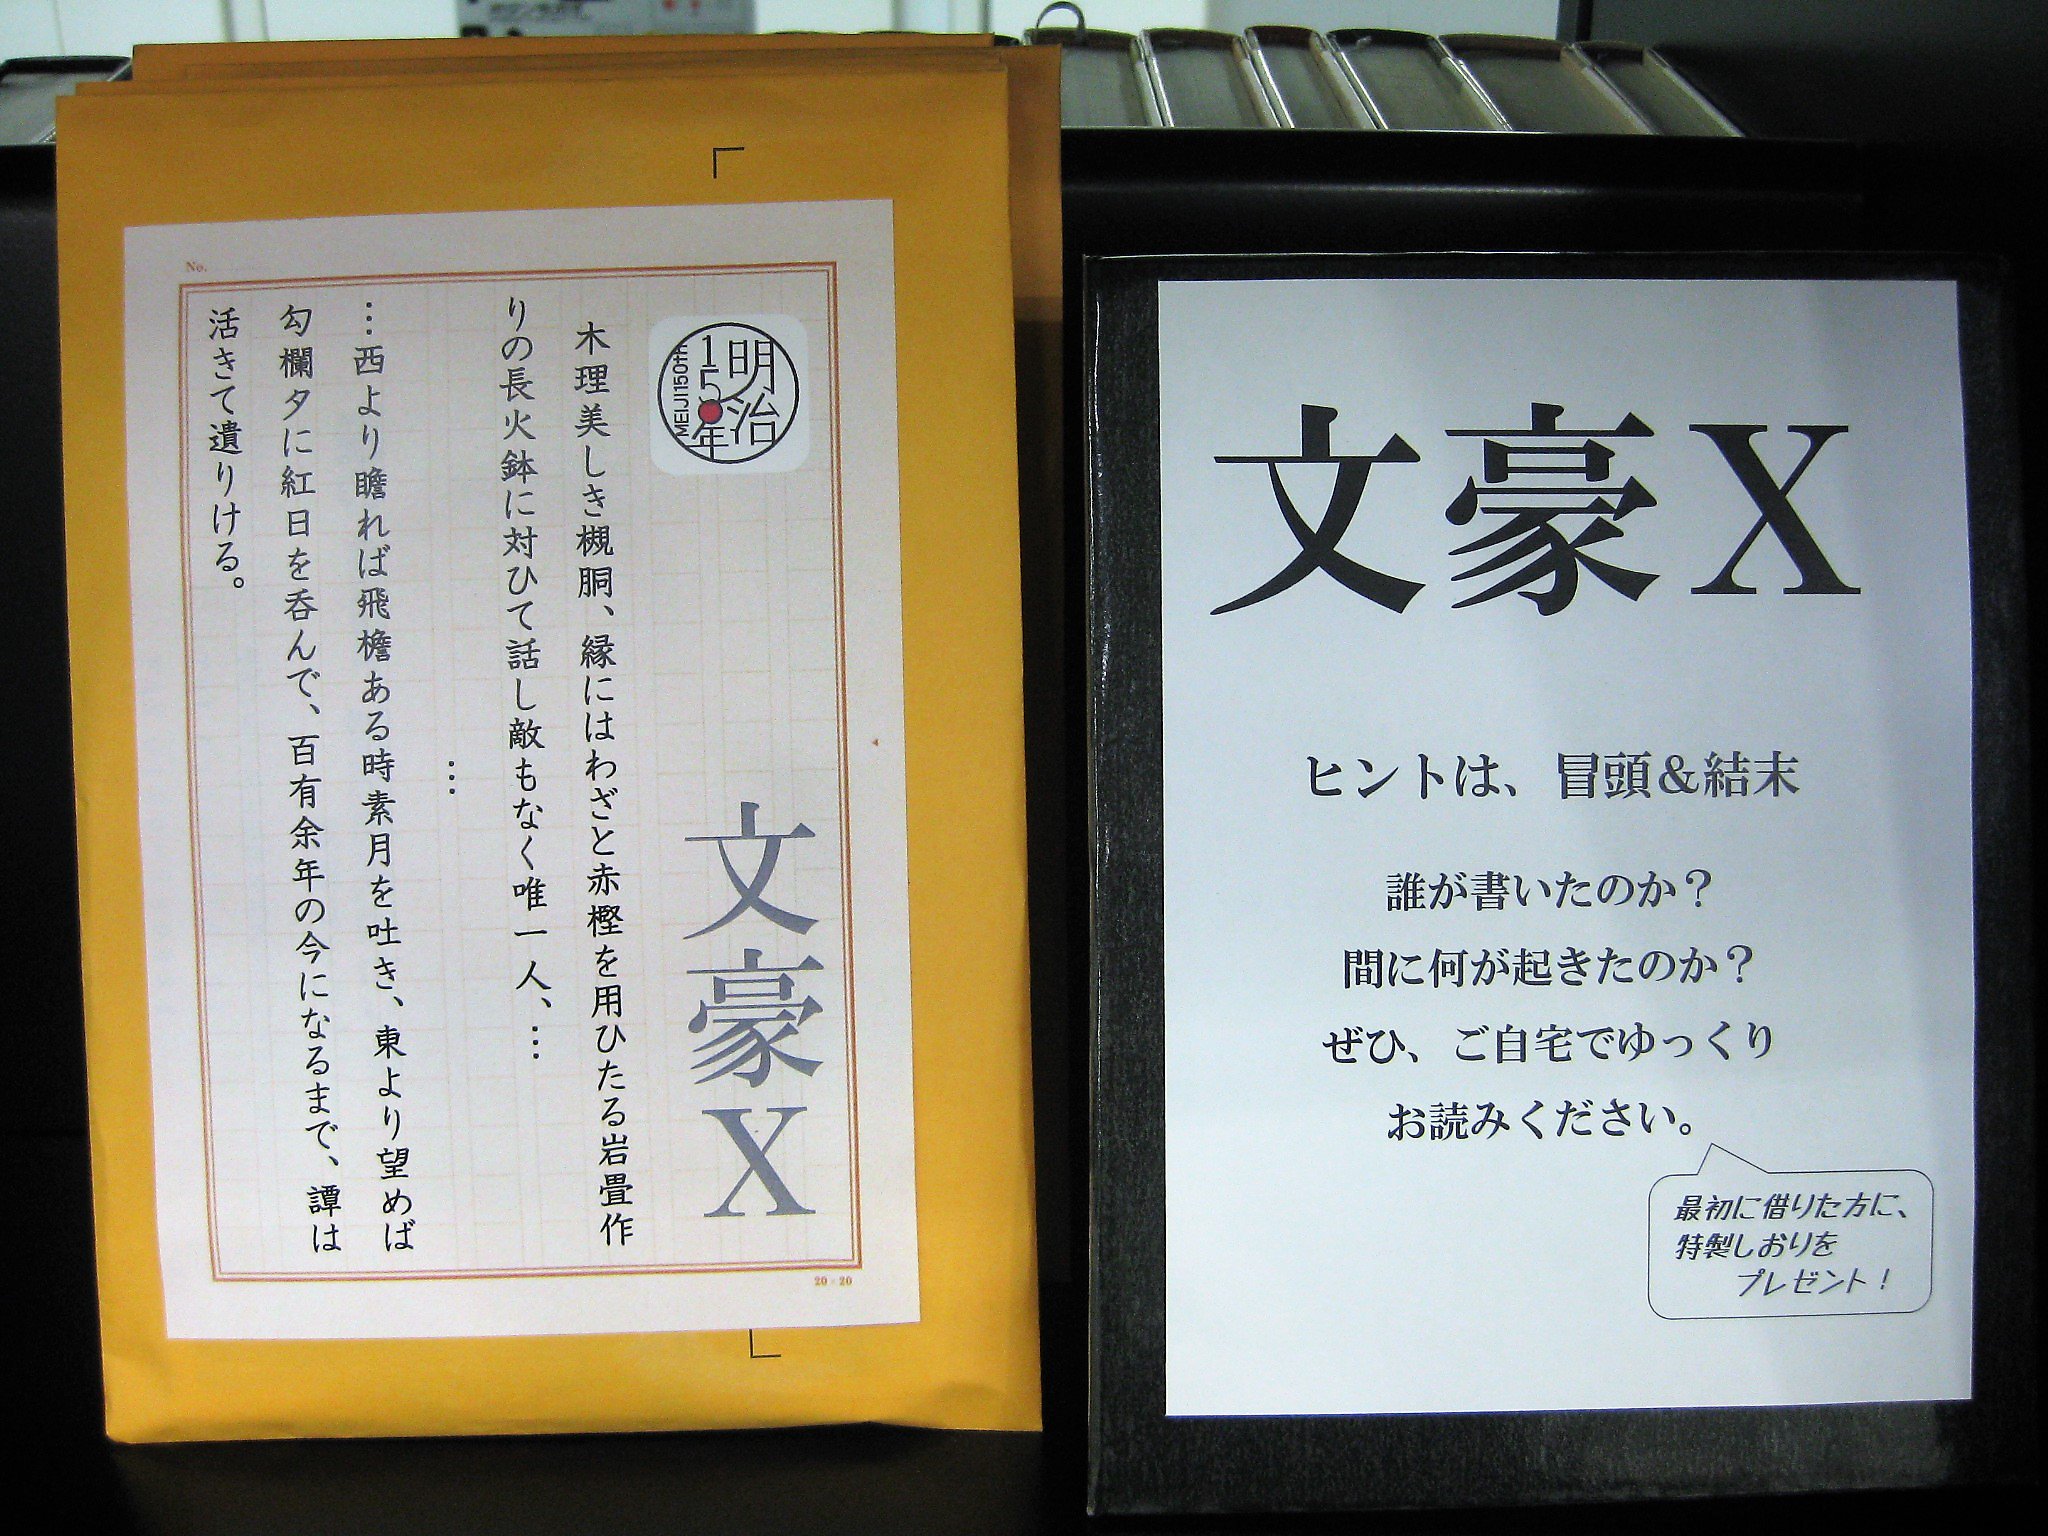 No.
明治
150年
MEIJI150th
文豪X
木理美しき槻胴、縁にはわざと赤樫を用ひたる岩畳作
りの長火鉢に対ひて話し敵もなく唯一人、…
…
…西より瞻れば飛檐ある時素月を吐き、東より望めば
勾欄夕に紅日を呑んで、百有余年の今になるまで、譚は
活きて遺りける。
20×20
文豪X
ヒントは、冒頭&結末
誰が書いたのか?
間に何が起きたのか?
ぜひ、ご自宅でゆっくり
お読みください。
最初に借りた方に、
特製しおりを
プレゼント!